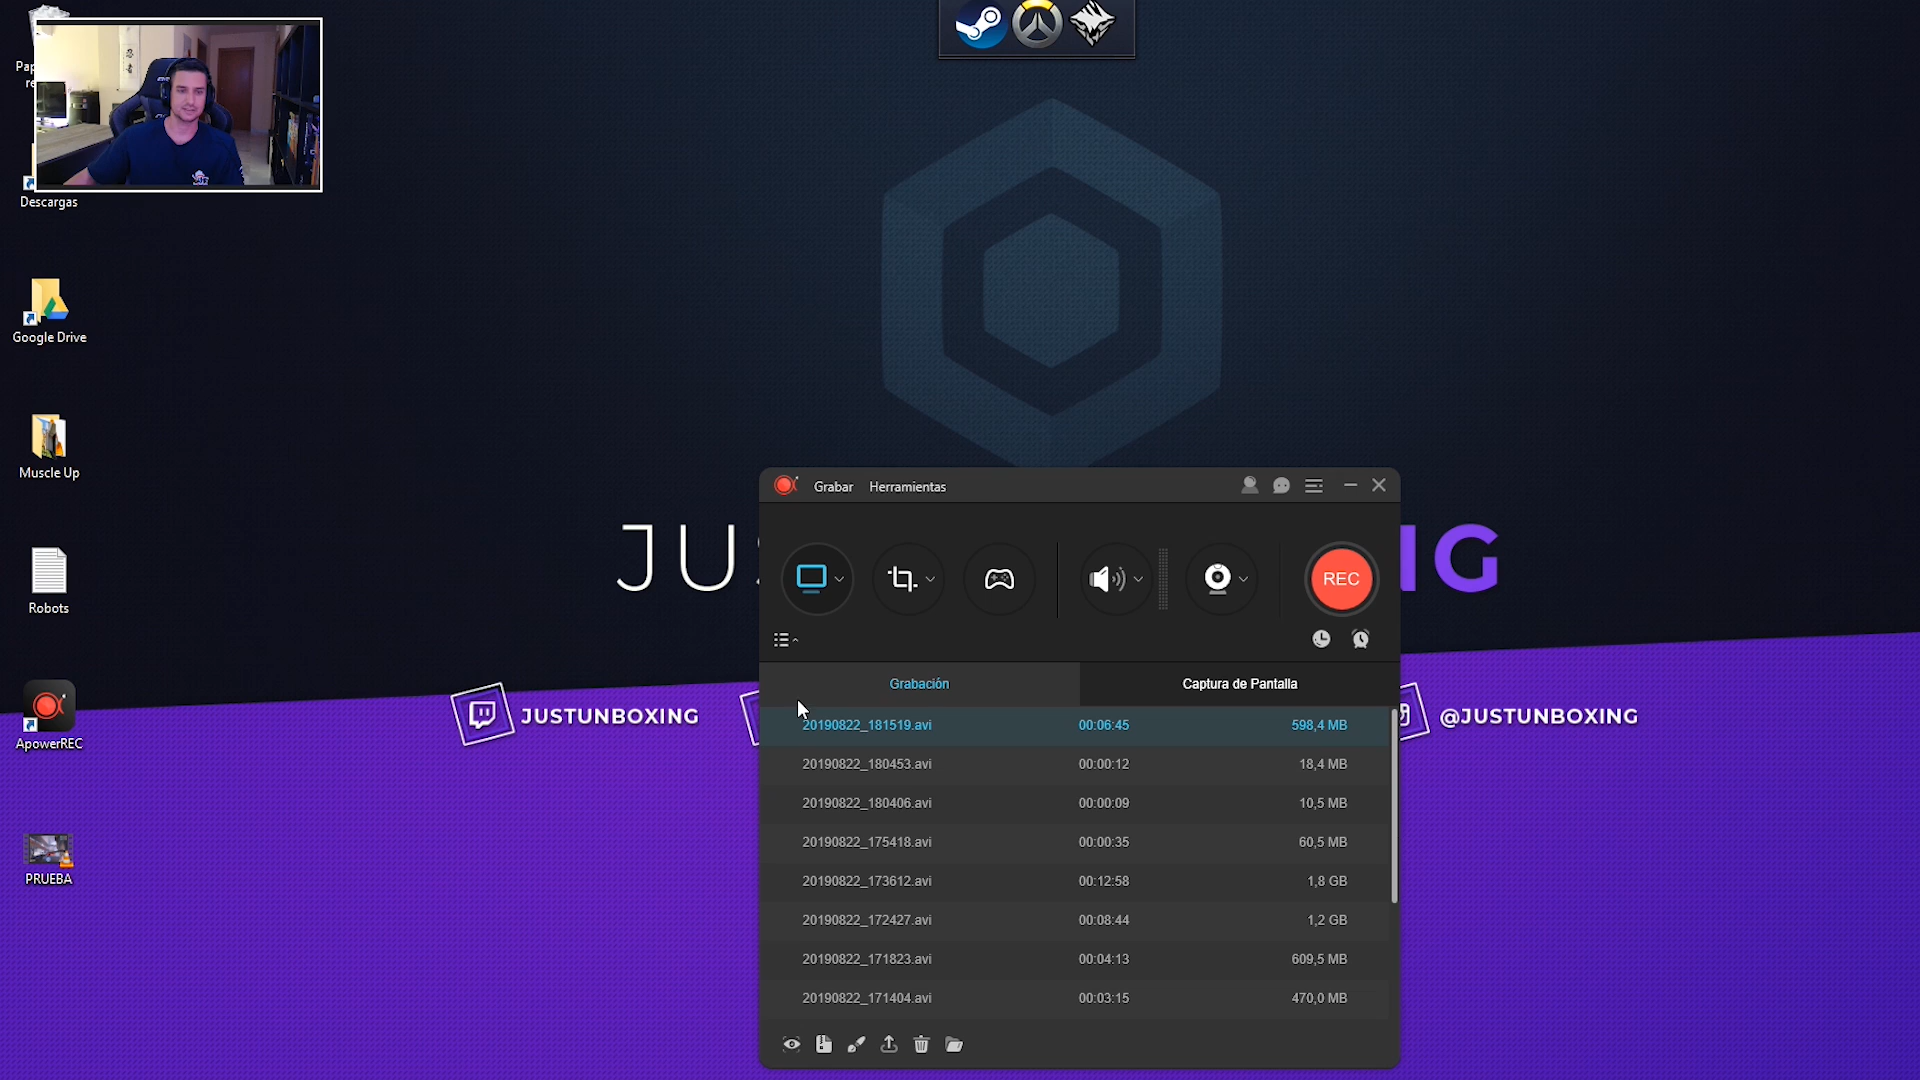 Descargas
Google Drive
Muscle Up
Robots
ApowerREC
PRUEBA
JU
G
JUSTUNBOXING
@JUSTUNBOXING
Grabar Herramientas
REC
Grabación Captura de Pantalla
20190822_181519.avi 00:06:45 598,4 MB
20190822_180453.avi 00:00:12 18,4 MB
20190822_180406.avi 00:00:09 10,5 MB
20190822_175418.avi 00:00:35 60,5 MB
20190822_173612.avi 00:12:58 1,8 GB
20190822_172427.avi 00:08:44 1,2 GB
20190822_171823.avi 00:04:13 609,5 MB
20190822_171404.avi 00:03:15 470,0 MB